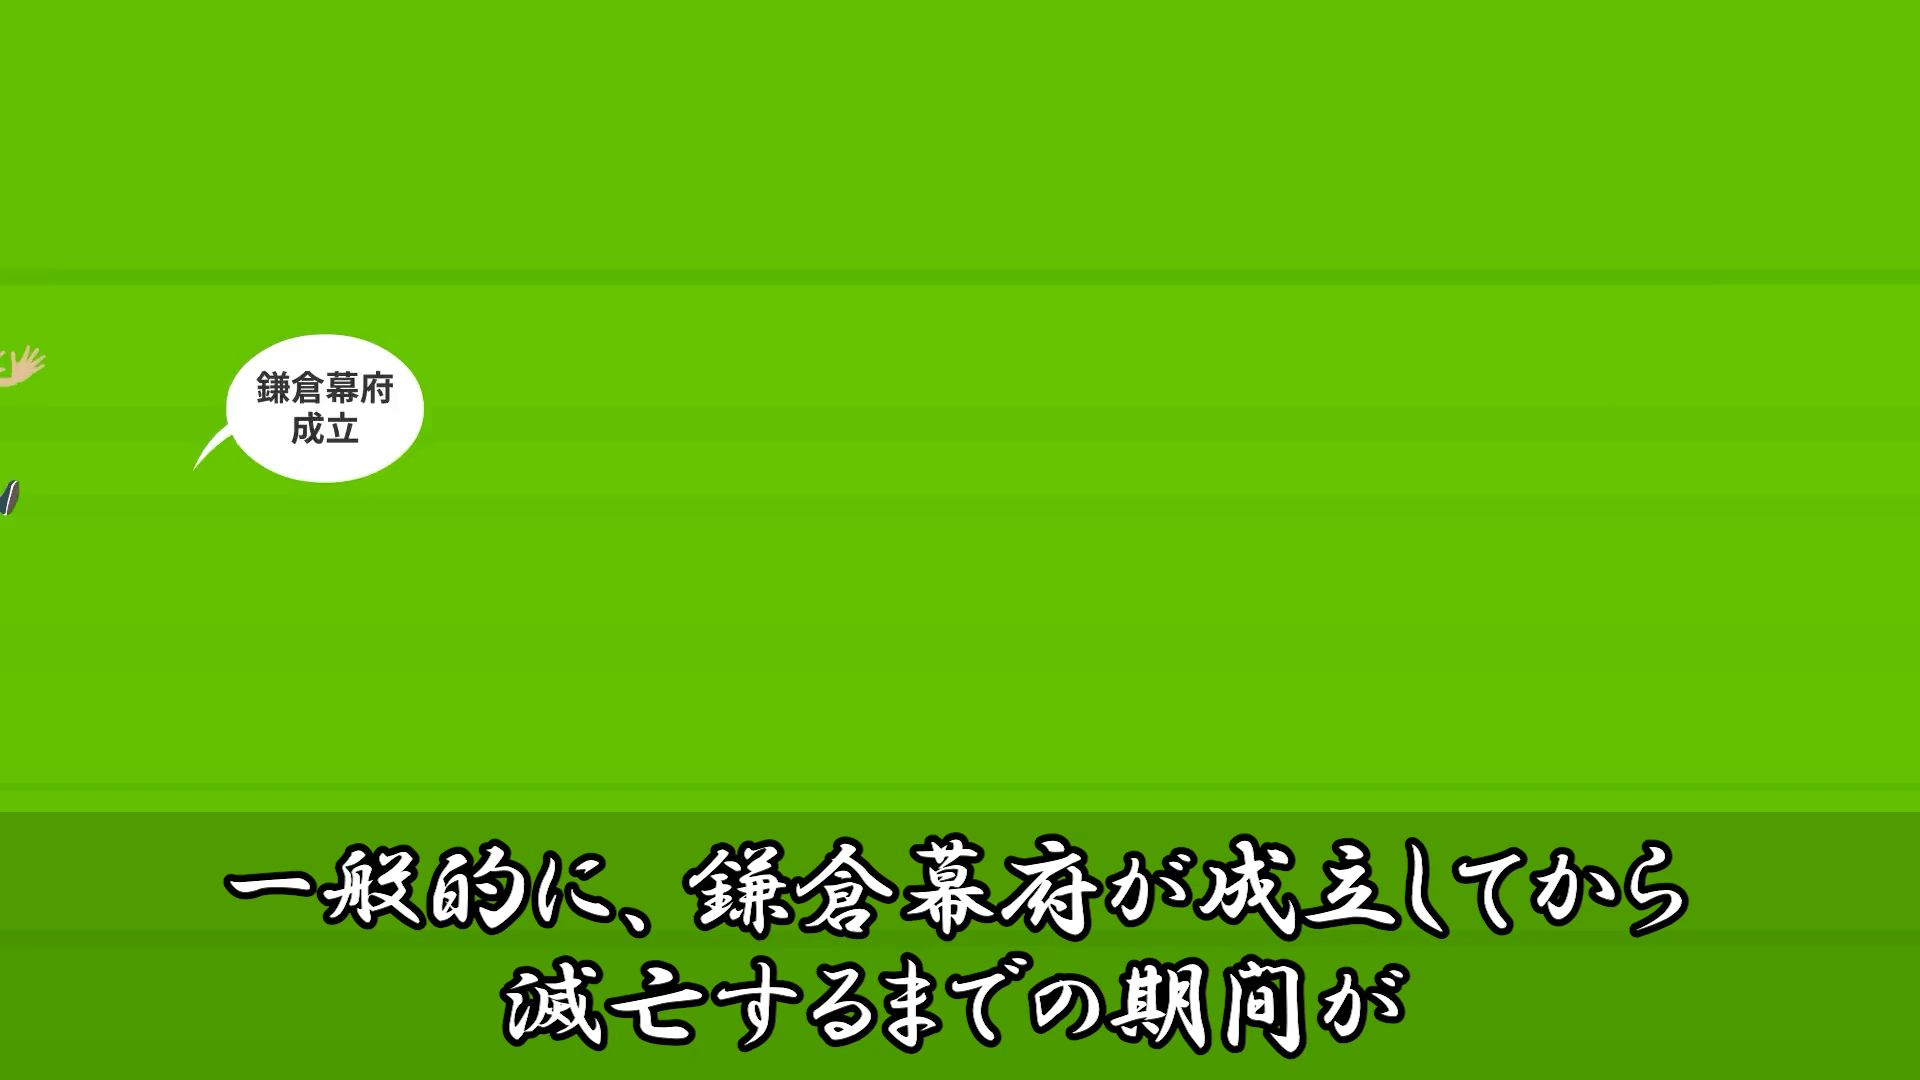 鎌倉幕府
成立
一般的に、鎌倉幕府が成立してから
滅亡するまでの期間が